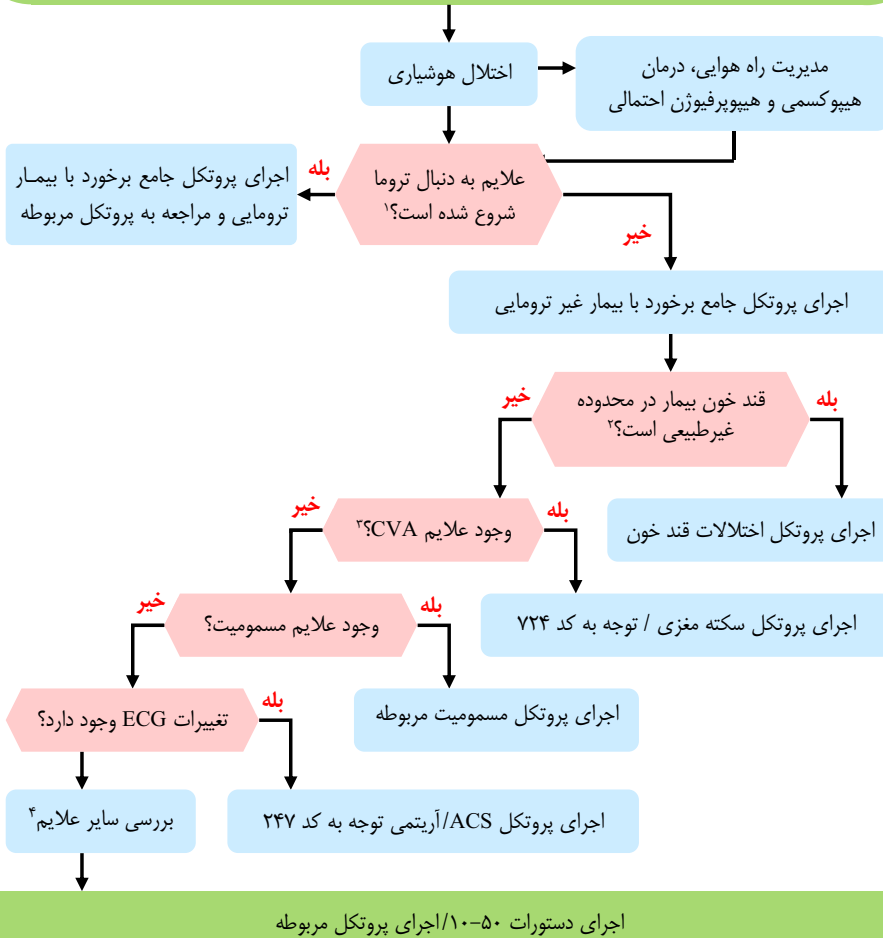 اختلال هوشیاری
مدیریت راه هوایی، درمان
هیپوکسمی و هیپوپرفیوژن احتمالی
علایم به دنبال تروما
شروع شده است؟۱
بله
اجرای پروتکل جامع برخورد با بیمـار
ترومایی و مراجعه به پروتکل مربوطه
خیر
اجرای پروتکل جامع برخورد با بیمار غیر ترومایی
قند خون بیمار در محدوده
غیرطبیعی است؟۲
بله
خیر
اجرای پروتکل اختلالات قند خون
وجود علایم CVA؟۳
بله
خیر
اجرای پروتکل سکته مغزی / توجه به کد ۷۲۴
وجود علایم مسمومیت؟
بله
خیر
اجرای پروتکل مسمومیت مربوطه
تغییرات ECG وجود دارد؟
بله
اجرای پروتکل ACS/آریتمی توجه به کد ۲۴۷
بررسی سایر علایم۴
اجرای دستورات ۵۰-۱۰/اجرای پروتکل مربوطه